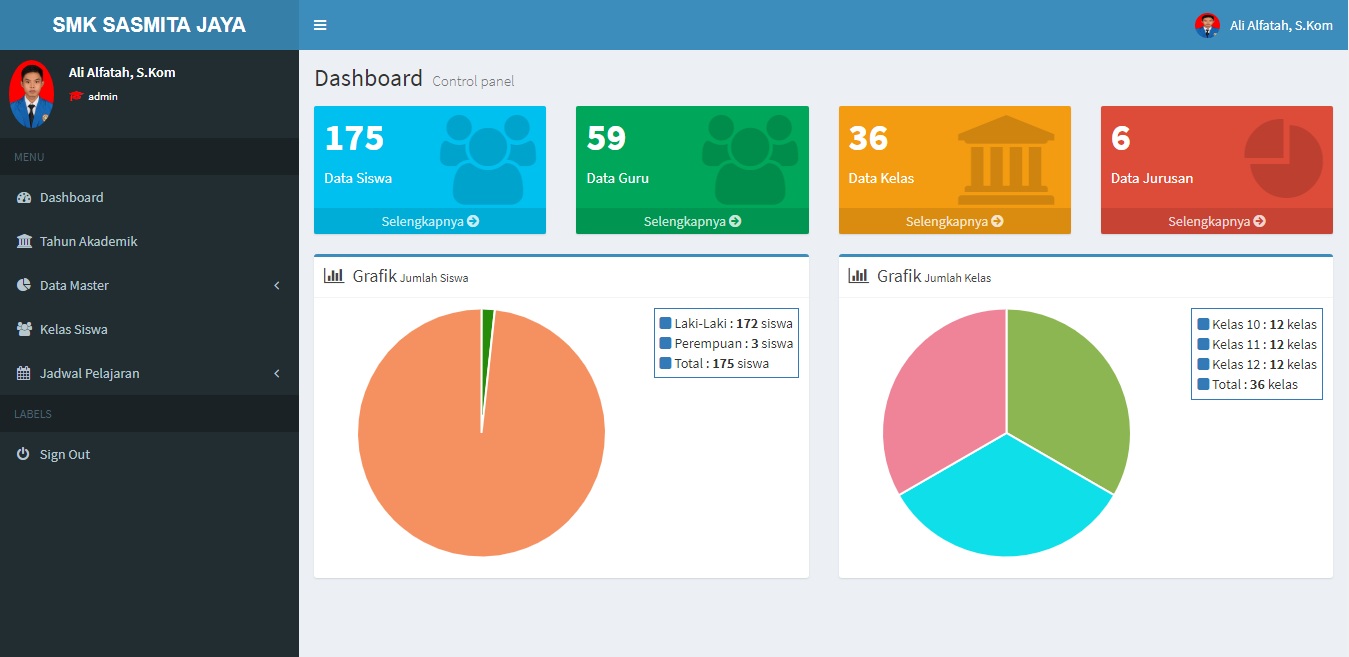 SMK SASMITA JAYA
Ali Alfatah, S.Kom
Ali Alfatah, S.Kom
admin
MENU
Dashboard
Tahun Akademik
Data Master
Kelas Siswa
Jadwal Pelajaran
LABELS
Sign Out
Dashboard Control panel
175
Data Siswa
Selengkapnya
59
Data Guru
Selengkapnya
36
Data Kelas
Selengkapnya
6
Data Jurusan
Selengkapnya
Grafik Jumlah Siswa
Laki-Laki : 172 siswa
Perempuan : 3 siswa
Total : 175 siswa
Grafik Jumlah Kelas
Kelas 10 : 12 kelas
Kelas 11 : 12 kelas
Kelas 12 : 12 kelas
Total : 36 kelas